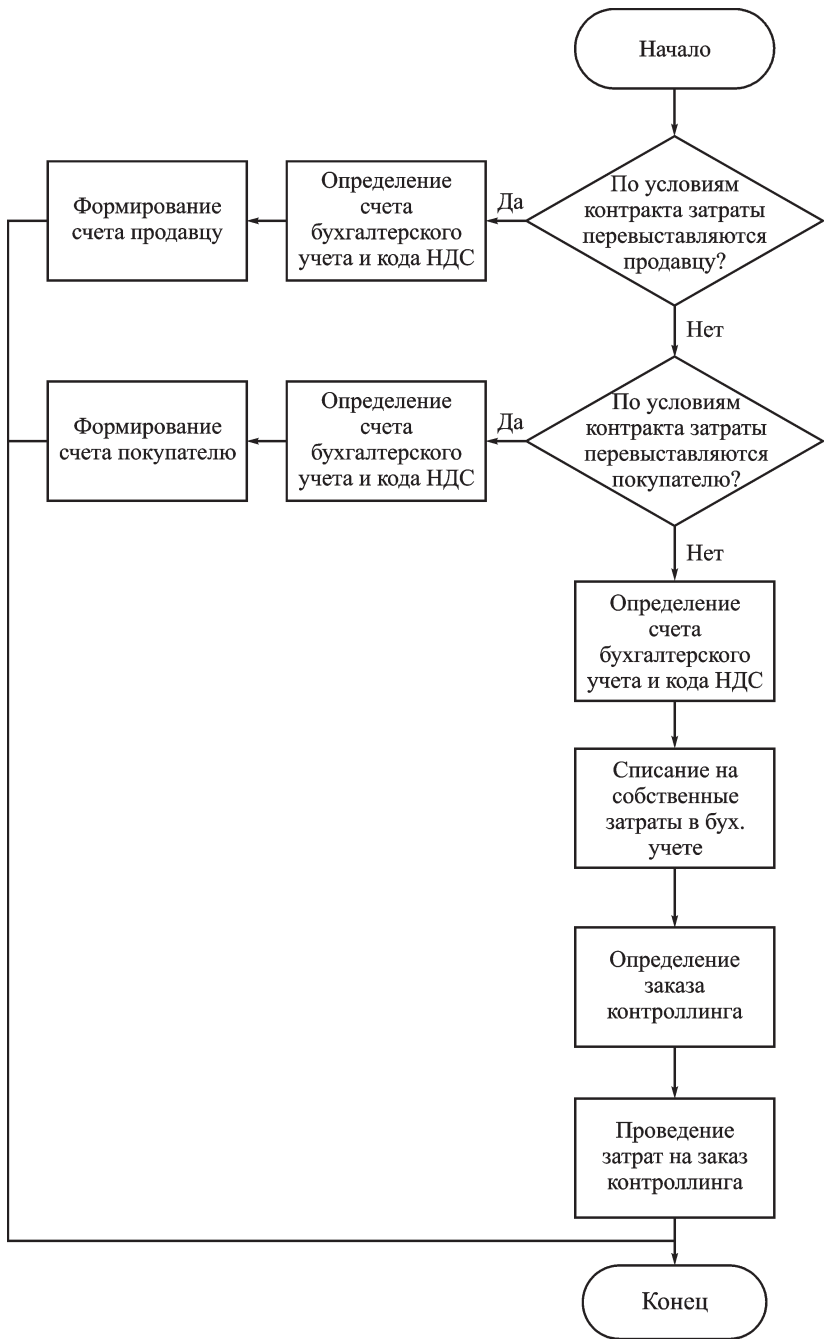 Начало
По условиям
контракта затраты
перевыставляются
продавцу?
Да
Определение
счета
бухгалтерского
учета и кода НДС
Формирование
счета продавцу
Нет
По условиям
контракта затраты
перевыставляются
покупателю?
Да
Определение
счета
бухгалтерского
учета и кода НДС
Формирование
счета покупателю
Нет
Определение
счета
бухгалтерского
учета и кода НДС
Списание на
собственные
затраты в бух.
учете
Определение
заказа
контроллинга
Проведение
затрат на заказ
контроллинга
Конец